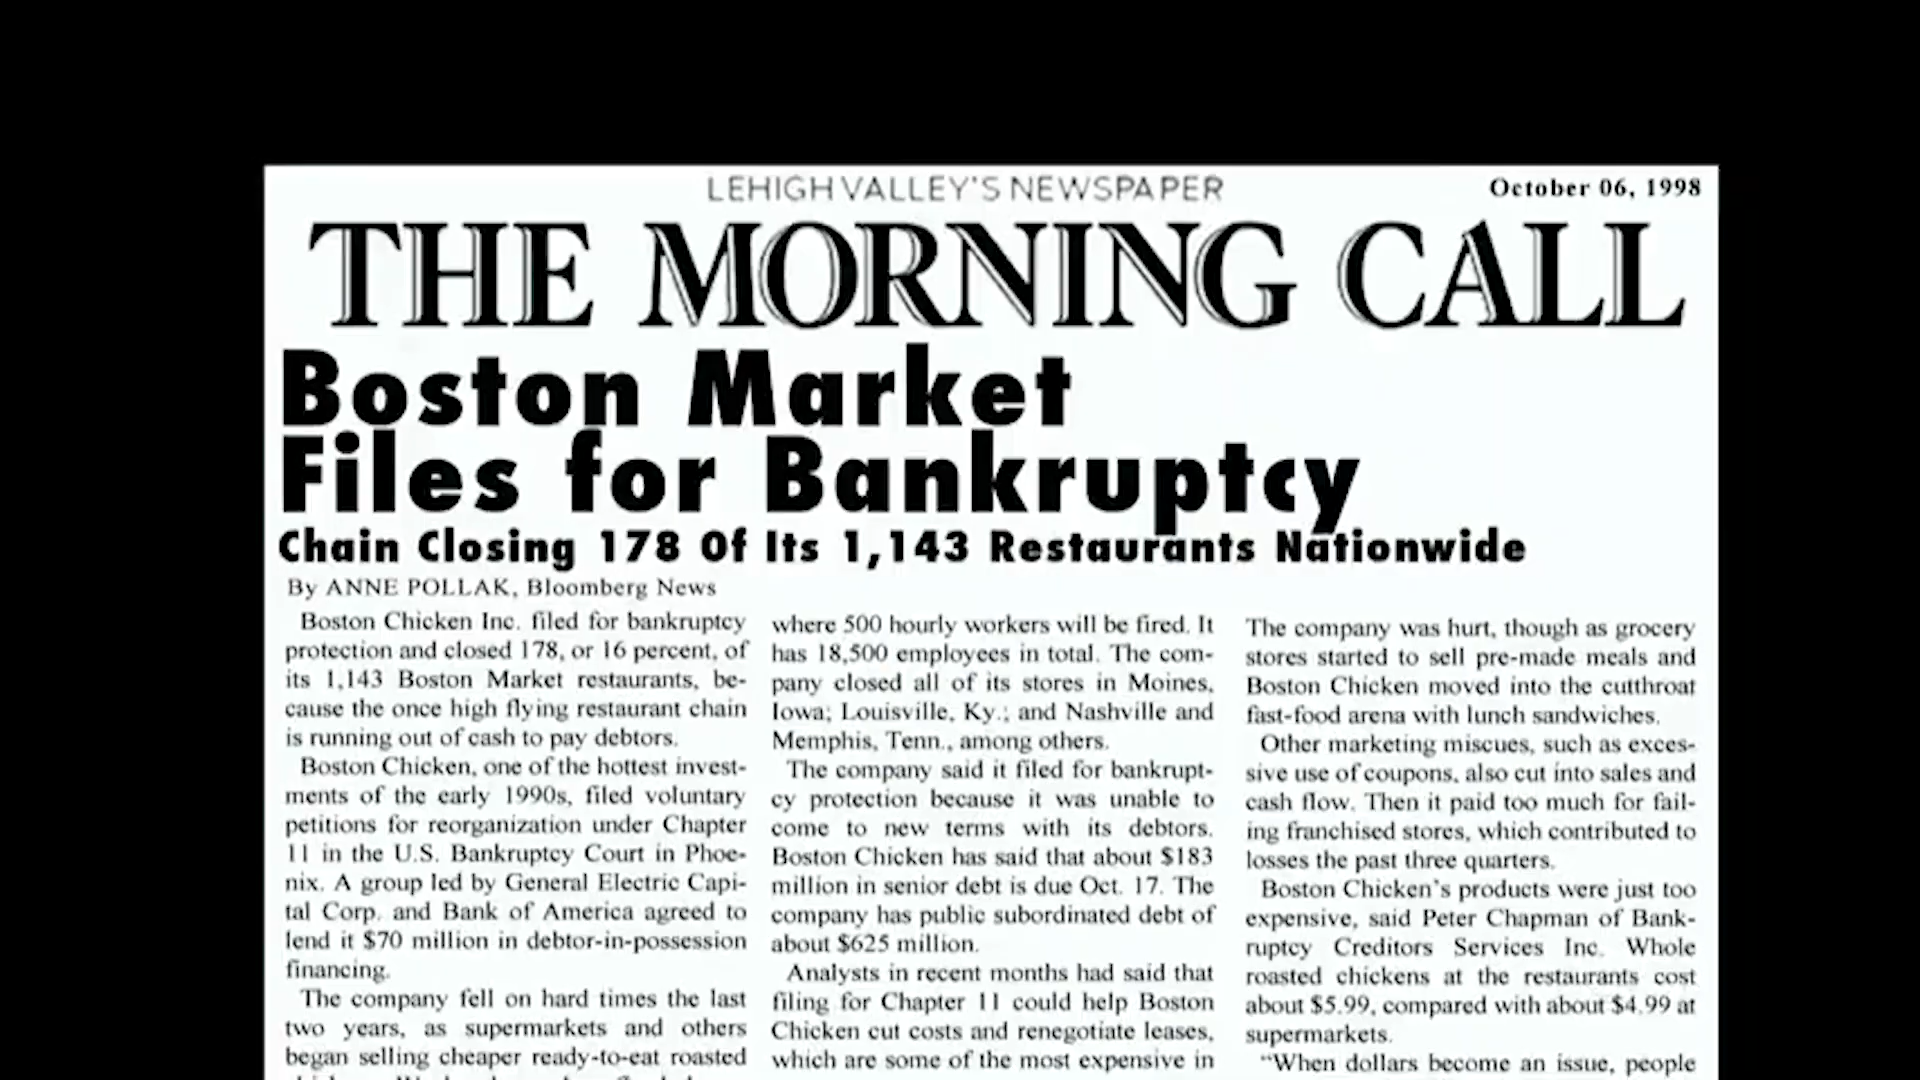 LEHIGH VALLEY'S NEWSPAPER
October 06, 1998
THE MORNING CALL
Boston Market
Files for Bankruptcy
Chain Closing 178 Of Its 1,143 Restaurants Nationwide
By ANNE POLLAK, Bloomberg News
Boston Chicken Inc. filed for bankruptcy
protection and closed 178, or 16 percent, of
its 1,143 Boston Market restaurants, be-
cause the once high flying restaurant chain
is running out of cash to pay debtors.
Boston Chicken, one of the hottest invest-
ments of the early 1990s, filed voluntary
petitions for reorganization under Chapter
11 in the U.S. Bankruptcy Court in Phoe-
nix. A group led by General Electric Capi-
tal Corp. and Bank of America agreed to
lend it $70 million in debtor-in-possession
financing.
The company fell on hard times the last
two years, as supermarkets and others
began selling cheaper ready-to-eat roasted
where 500 hourly workers will be fired. It
has 18,500 employees in total. The com-
pany closed all of its stores in Moines,
Iowa; Louisville, Ky.; and Nashville and
Memphis, Tenn., among others.
The company said it filed for bankrupt-
cy protection because it was unable to
come to new terms with its debtors.
Boston Chicken has said that about $183
million in senior debt is due Oct. 17. The
company has public subordinated debt of
about $625 million.
Analysts in recent months had said that
filing for Chapter 11 could help Boston
Chicken cut costs and renegotiate leases,
which are some of the most expensive in
The company was hurt, though as grocery
stores started to sell pre-made meals and
Boston Chicken moved into the cutthroat
fast-food arena with lunch sandwiches.
Other marketing miscues, such as exces-
sive use of coupons, also cut into sales and
cash flow. Then it paid too much for fail-
ing franchised stores, which contributed to
losses the past three quarters.
Boston Chicken's products were just too
expensive, said Peter Chapman of Bank-
ruptcy Creditors Services Inc. Whole
roasted chickens at the restaurants cost
about $5.99, compared with about $4.99 at
supermarkets.
"When dollars become an issue, people